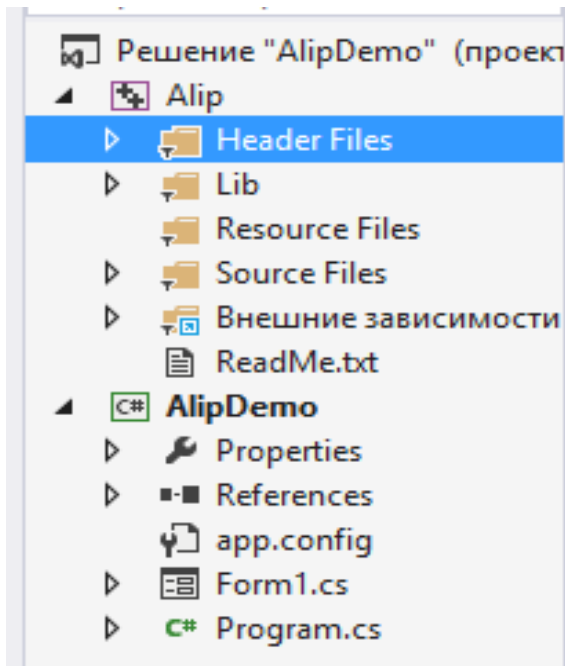 Решение "AlipDemo" (проект
Alip
Header Files
Lib
Resource Files
Source Files
Внешние зависимости
ReadMe.txt
C# AlipDemo
Properties
References
app.config
Form1.cs
C# Program.cs